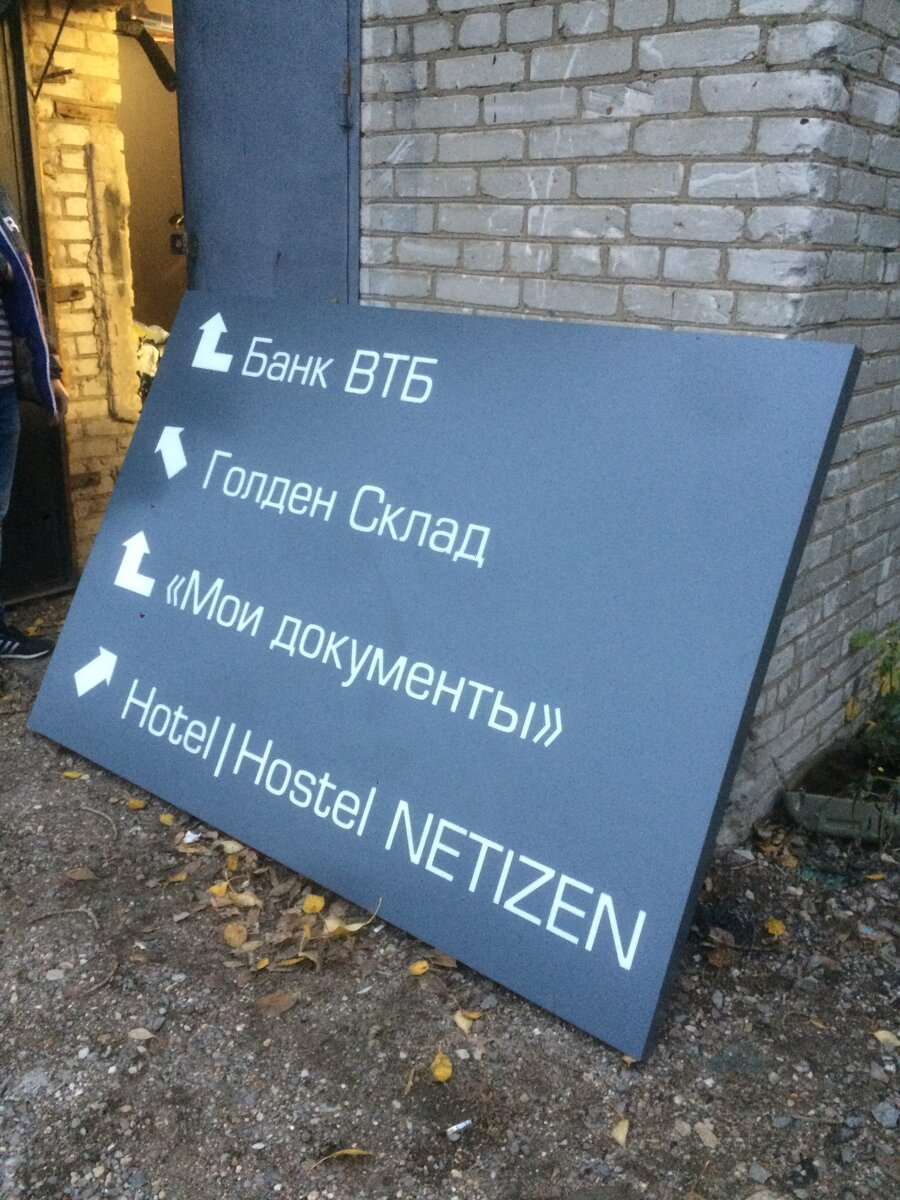 Банк ВТБ
Голден Склад
«Мои документы»
Hotel|Hostel NETIZEN